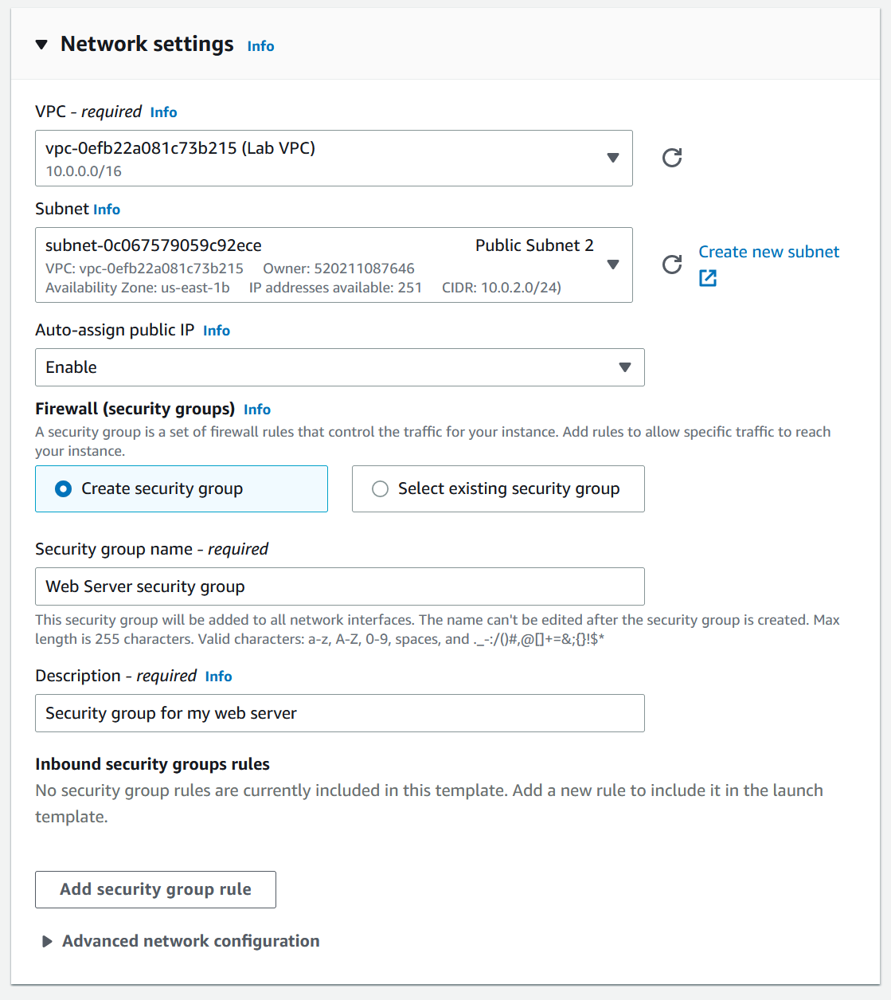 Network settings Info
VPC - required Info
vpc-0efb22a081c73b215 (Lab VPC)
10.0.0.0/16
Subnet Info
subnet-0c067579059c92ece Public Subnet 2
VPC: vpc-0efb22a081c73b215 Owner: 520211087646
Availability Zone: us-east-1b IP addresses available: 251 CIDR: 10.0.2.0/24)
Create new subnet
Auto-assign public IP Info
Enable
Firewall (security groups) Info
A security group is a set of firewall rules that control the traffic for your instance. Add rules to allow specific traffic to reach
your instance.
Create security group
Select existing security group
Security group name - required
Web Server security group
This security group will be added to all network interfaces. The name can't be edited after the security group is created. Max
length is 255 characters. Valid characters: a-z, A-Z, 0-9, spaces, and ._-:/()#,@[]+=&;{}!$*
Description - required Info
Security group for my web server
Inbound security groups rules
No security group rules are currently included in this template. Add a new rule to include it in the launch
template.
Add security group rule
Advanced network configuration